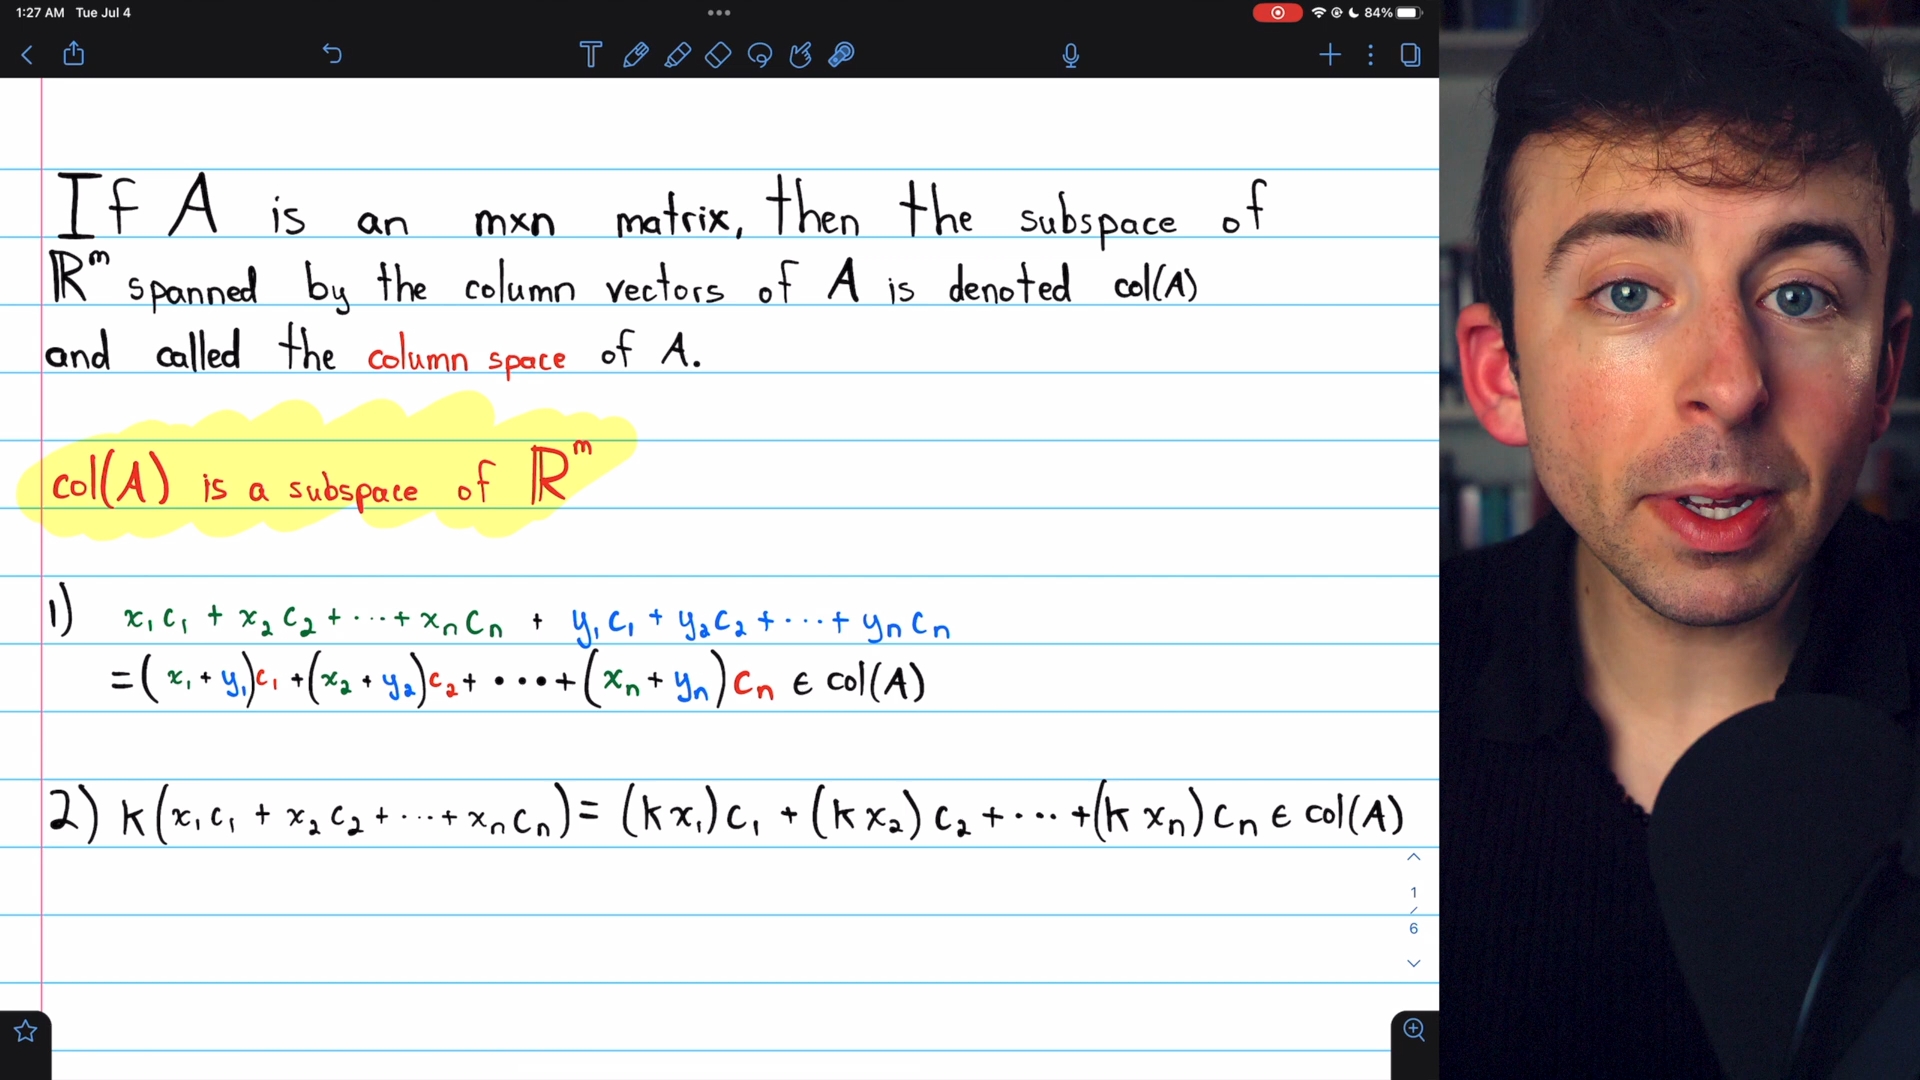 1:27 AM Tue Jul 4
84%
If A is an mxn matrix, then the subspace of
ℝᵐ spanned by the column vectors of A is denoted col(A)
and called the column space of A.
col(A) is a subspace of ℝᵐ
1) x₁c₁ + x₂c₂ + ··· + xₙcₙ + y₁c₁ + y₂c₂ + ··· + yₙcₙ
= (x₁ + y₁)c₁ + (x₂ + y₂)c₂ + ··· + (xₙ + yₙ)cₙ ∈ col(A)
2) k(x₁c₁ + x₂c₂ + ··· + xₙcₙ) = (kx₁)c₁ + (kx₂)c₂ + ··· + (kxₙ)cₙ ∈ col(A)
1
/
6